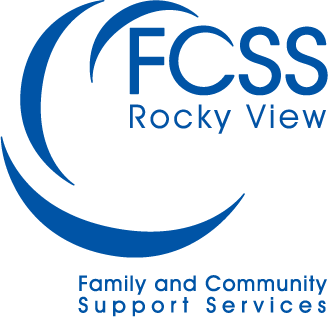 FCSS
Rocky View
Family and Community
Support Services